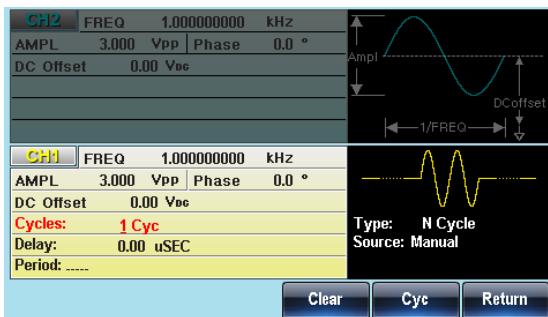 CH2 FREQ 1.000000000 kHz
AMPL 3.000 Vpp Phase 0.0 °
DC Offset 0.00 VDC
Ampl
DCoffset
1/FREQ
CH1 FREQ 1.000000000 kHz
AMPL 3.000 Vpp Phase 0.0 °
DC Offset 0.00 VDC
Cycles: 1 Cyc
Delay: 0.00 uSEC
Period: .....
Type: N Cycle
Source: Manual
Clear Cyc Return